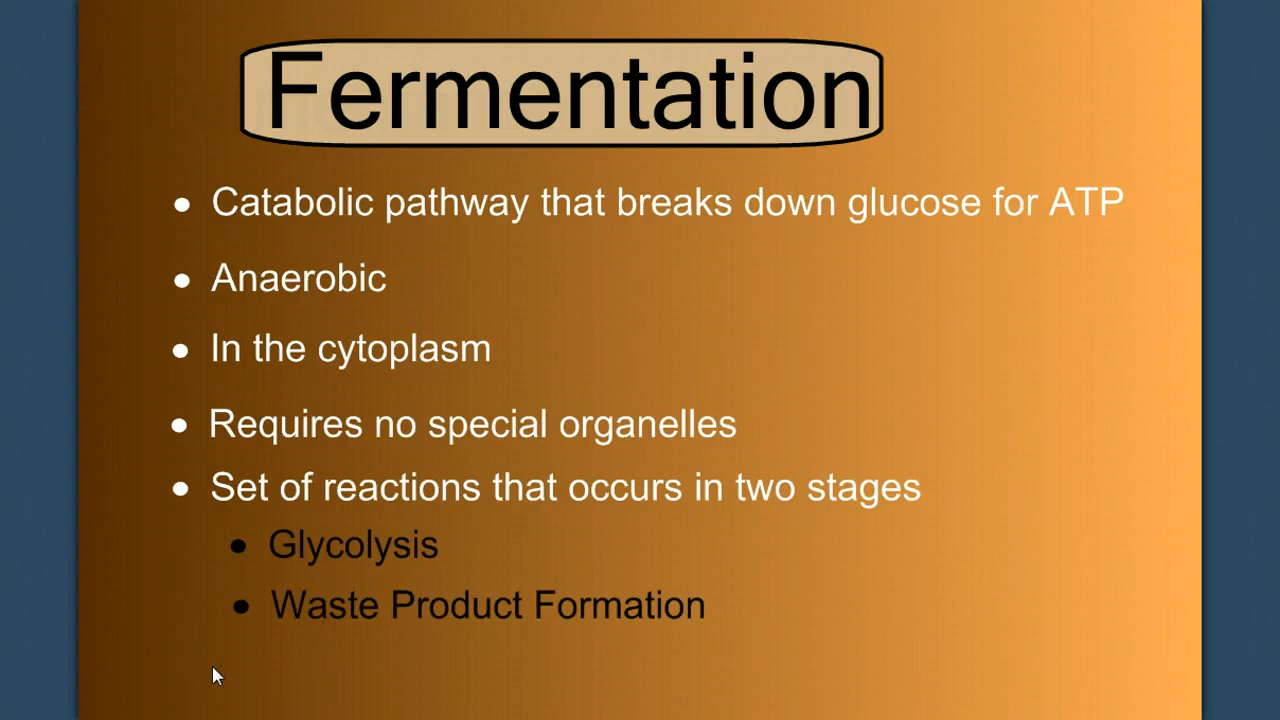 Fermentation
• Catabolic pathway that breaks down glucose for ATP
• Anaerobic
• In the cytoplasm
• Requires no special organelles
• Set of reactions that occurs in two stages
• Glycolysis
• Waste Product Formation